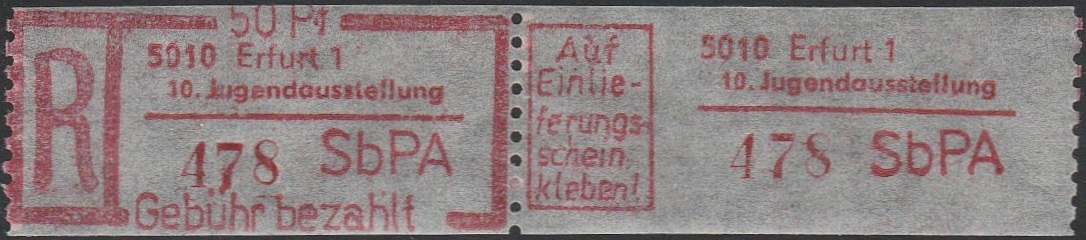 50 Pf
R
5010 Erfurt 1
10. Jugendausstellung
478 SbPA
Gebühr bezahlt
Auf
Einlie-
ferungs-
schein
kleben!
5010 Erfurt 1
10. Jugendausstellung
478 SbPA